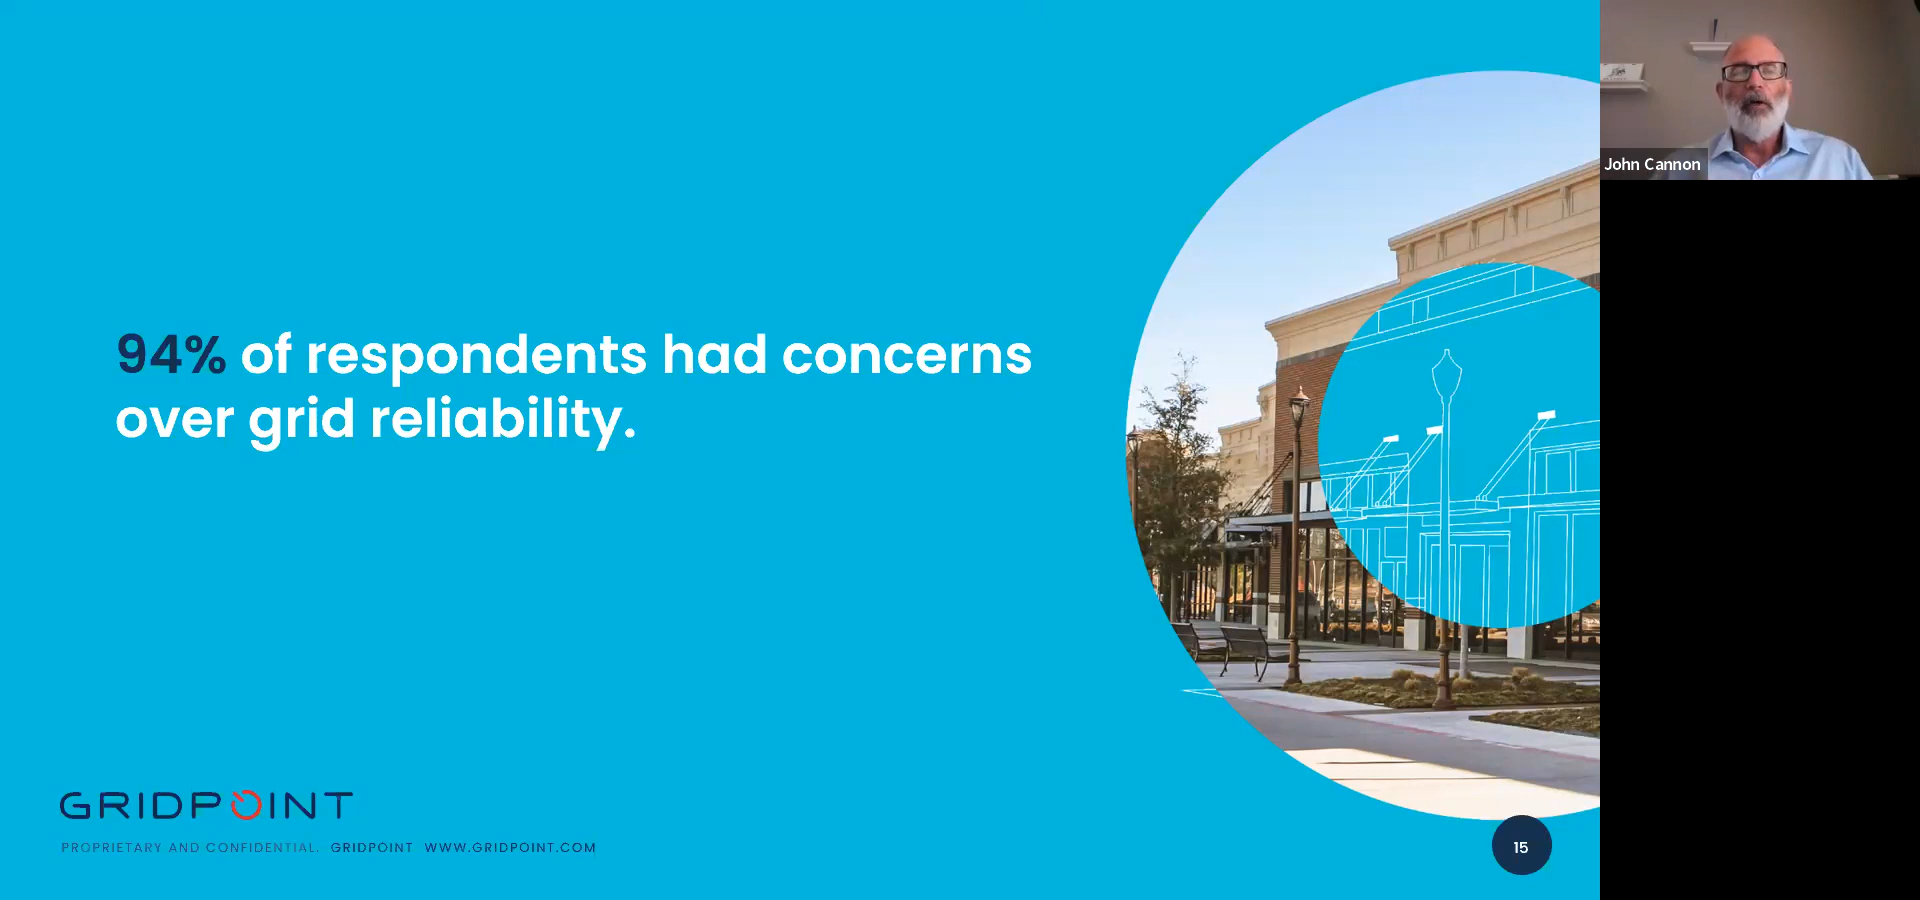 94% of respondents had concerns
over grid reliability.
GRIDPOINT
PROPRIETARY AND CONFIDENTIAL. GRIDPOINT WWW.GRIDPOINT.COM
15
John Cannon